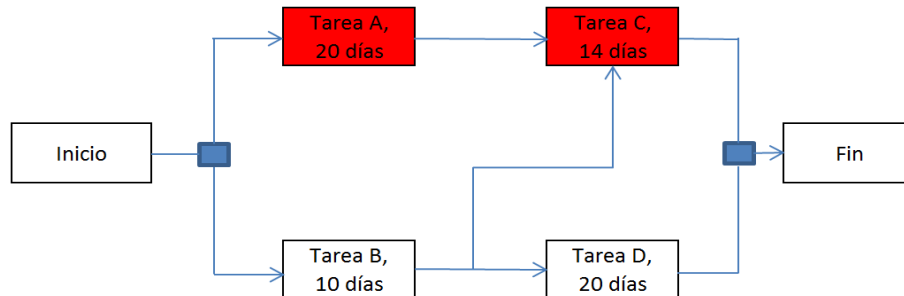 Tarea A,
20 días
Tarea C,
14 días
Inicio
Fin
Tarea B,
10 días
Tarea D,
20 días